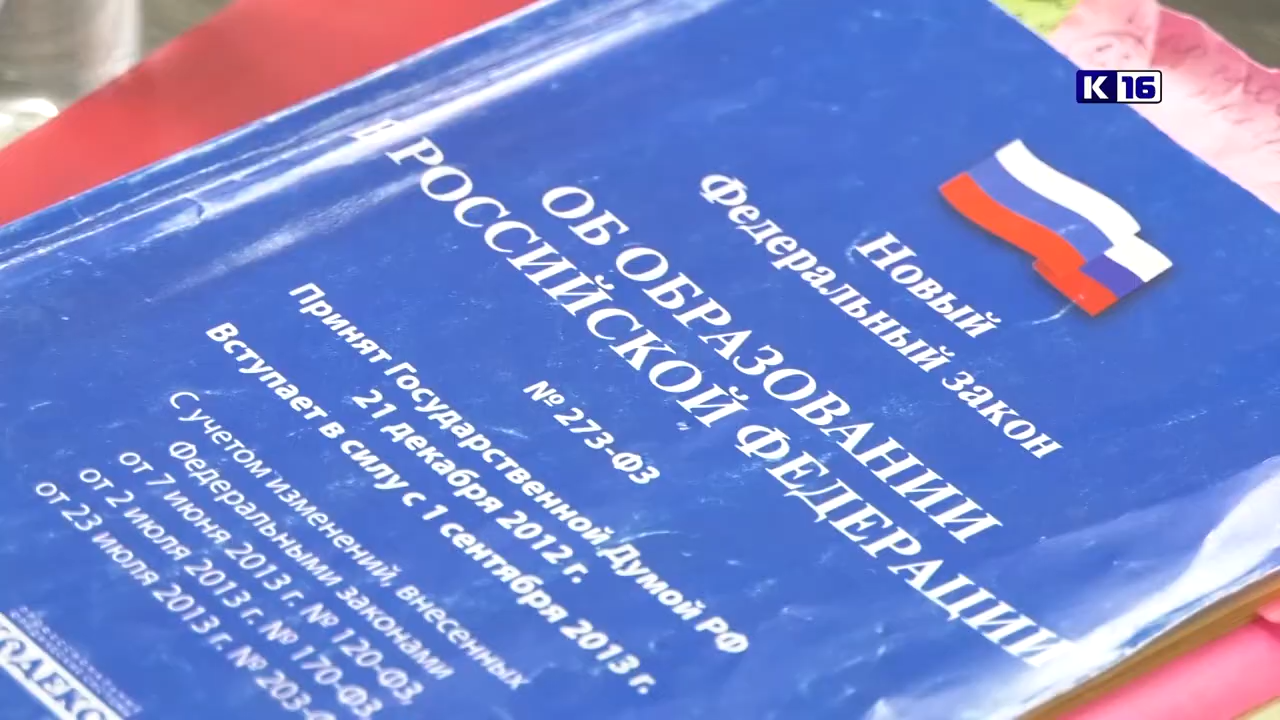 К 16
Новый
Федеральный закон
ОБ ОБРАЗОВАНИИ
В РОССИЙСКОЙ ФЕДЕРАЦИИ
№ 273-ФЗ
Принят Государственной Думой РФ
21 декабря 2012 г.
Вступает в силу с 1 сентября 2013 г.
С учетом изменений, внесенных
Федеральными законами
от 7 июня 2013 г. № 120-ФЗ,
от 2 июля 2013 г. № 170-ФЗ,
от 23 июля 2013 г. № 203-Ф